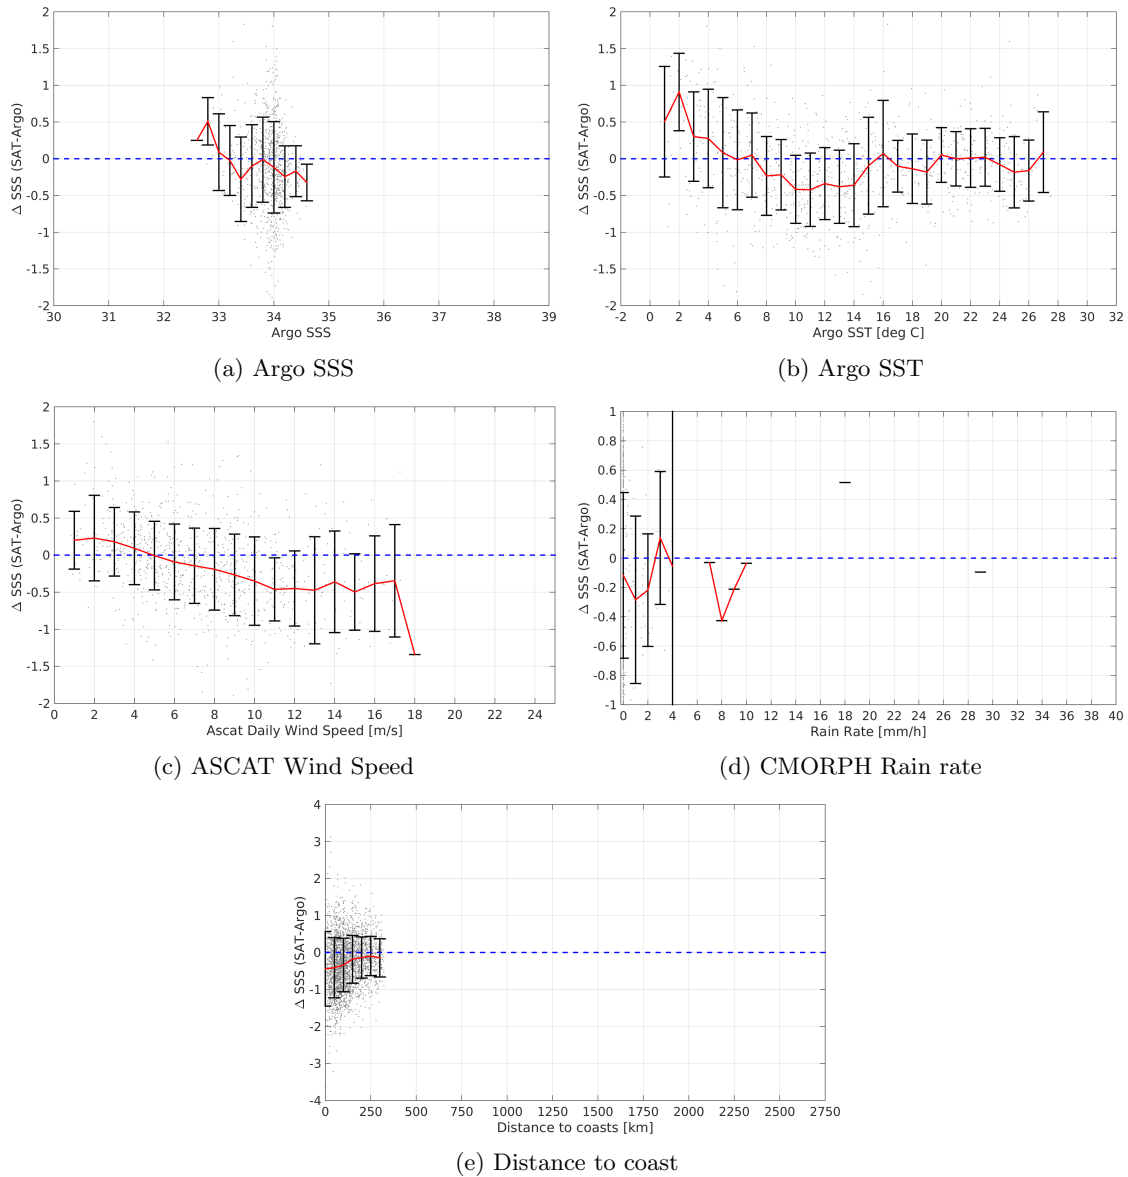 2
1.5
1
0.5
0
-0.5
-1
-1.5
-2
Δ SSS (SAT-Argo)
30 31 32 33 34 35 36 37 38 39
Argo SSS
(a) Argo SSS
2
1.5
1
0.5
0
-0.5
-1
-1.5
-2
Δ SSS (SAT-Argo)
-2 0 2 4 6 8 10 12 14 16 18 20 22 24 26 28 30 32
Argo SST [deg C]
(b) Argo SST
2
1.5
1
0.5
0
-0.5
-1
-1.5
-2
Δ SSS (SAT-Argo)
0 2 4 6 8 10 12 14 16 18 20 22 24
Ascat Daily Wind Speed [m/s]
(c) ASCAT Wind Speed
1
0.8
0.6
0.4
0.2
0
-0.2
-0.4
-0.6
-0.8
-1
Δ SSS (SAT-Argo)
0 2 4 6 8 10 12 14 16 18 20 22 24 26 28 30 32 34 36 38 40
Rain Rate [mm/h]
(d) CMORPH Rain rate
4
3
2
1
0
-1
-2
-3
-4
Δ SSS (SAT-Argo)
0 250 500 750 1000 1250 1500 1750 2000 2250 2500 2750
Distance to coasts [km]
(e) Distance to coast